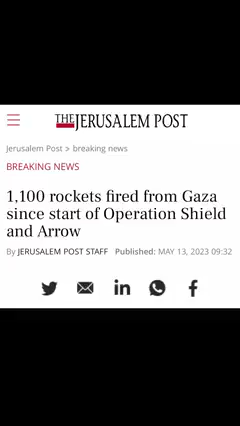 THE JERUSALEM POST
Jerusalem Post > breaking news
BREAKING NEWS
1,100 rockets fired from Gaza
since start of Operation Shield
and Arrow
By JERUSALEM POST STAFF Published: MAY 13, 2023 09:32